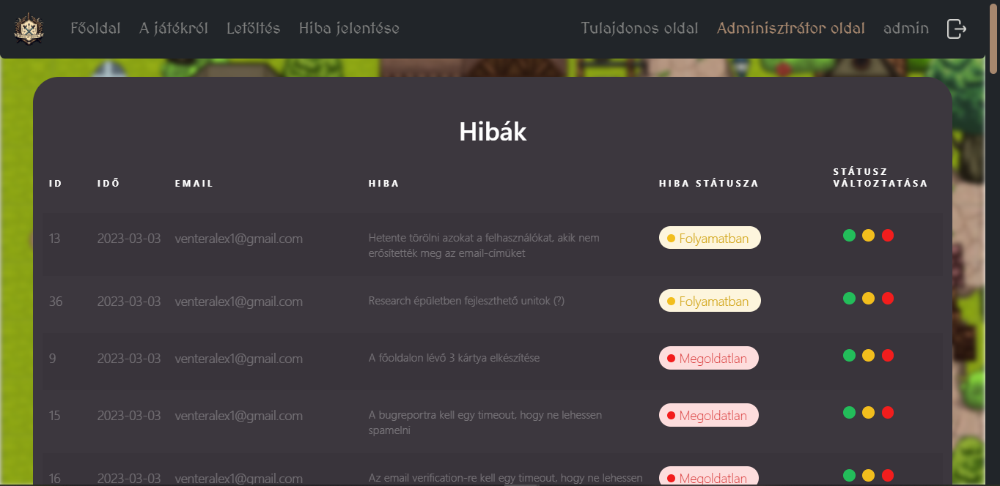 Főoldal A játékról Letöltés Hiba jelentése Tulajdonos oldal Adminisztrátor oldal admin
Hibák
ID IDŐ EMAIL HIBA HIBA STÁTUSZA STÁTUSZ
VÁLTOZTATÁSA
13 2023-03-03 venteralex1@gmail.com Hetente törölni azokat a felhasználókat, akik nem Folyamatban
erősítették meg az email-címüket
36 2023-03-03 venteralex1@gmail.com Research épületben fejleszthető unitok (?) Folyamatban
9 2023-03-03 venteralex1@gmail.com A főoldalon lévő 3 kártya elkészítése Megoldatlan
15 2023-03-03 venteralex1@gmail.com A bugreportra kell egy timeout, hogy ne lehessen Megoldatlan
spamelni
16 2023-03-03 venteralex1@gmail.com Az email verification-re kell egy timeout, hogy ne lehessen Megoldatlan